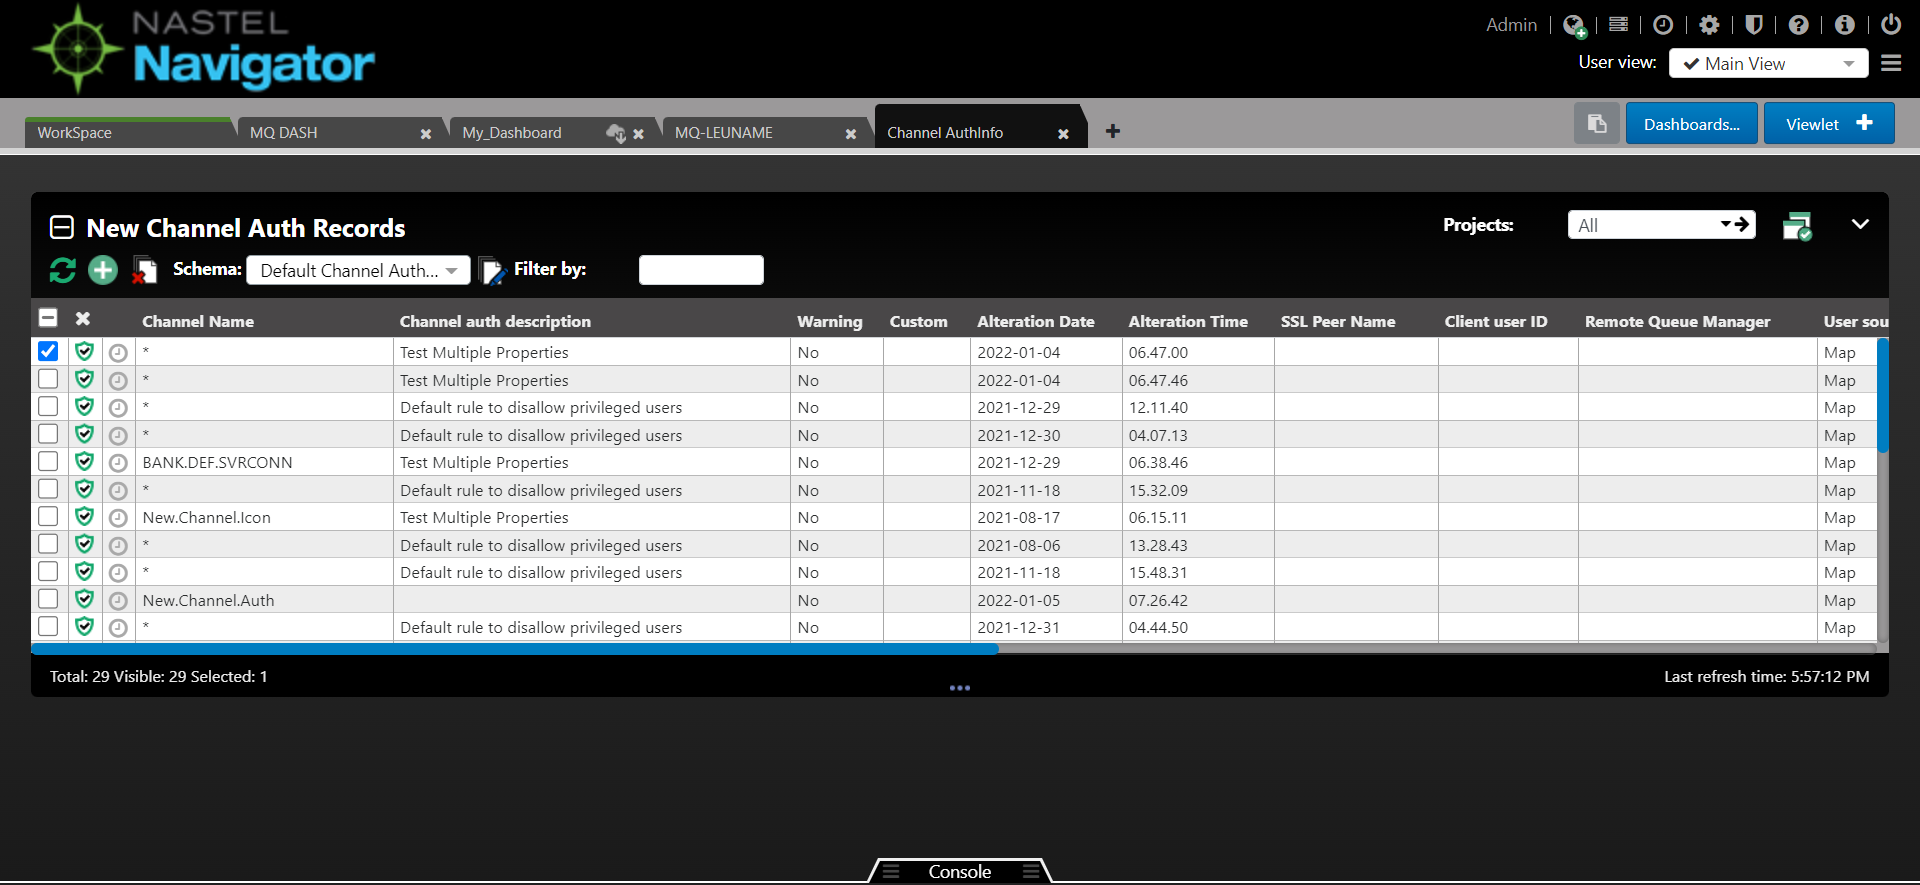 NASTEL
Navigator
Admin
User view: Main View
WorkSpace MQ DASH My_Dashboard MQ-LEUNAME Channel AuthInfo Dashboards... Viewlet
New Channel Auth Records Projects: All
Schema: Default Channel Auth... Filter by:
Channel Name Channel auth description Warning Custom Alteration Date Alteration Time SSL Peer Name Client user ID Remote Queue Manager User sou
* Test Multiple Properties No 2022-01-04 06.47.00 Map
* Test Multiple Properties No 2022-01-04 06.47.46 Map
* Default rule to disallow privileged users No 2021-12-29 12.11.40 Map
* Default rule to disallow privileged users No 2021-12-30 04.07.13 Map
BANK.DEF.SVRCONN Test Multiple Properties No 2021-12-29 06.38.46 Map
* Default rule to disallow privileged users No 2021-11-18 15.32.09 Map
New.Channel.Icon Test Multiple Properties No 2021-08-17 06.15.11 Map
* Default rule to disallow privileged users No 2021-08-06 13.28.43 Map
* Default rule to disallow privileged users No 2021-11-18 15.48.31 Map
New.Channel.Auth No 2022-01-05 07.26.42 Map
* Default rule to disallow privileged users No 2021-12-31 04.44.50 Map
Total: 29 Visible: 29 Selected: 1 Last refresh time: 5:57:12 PM
Console